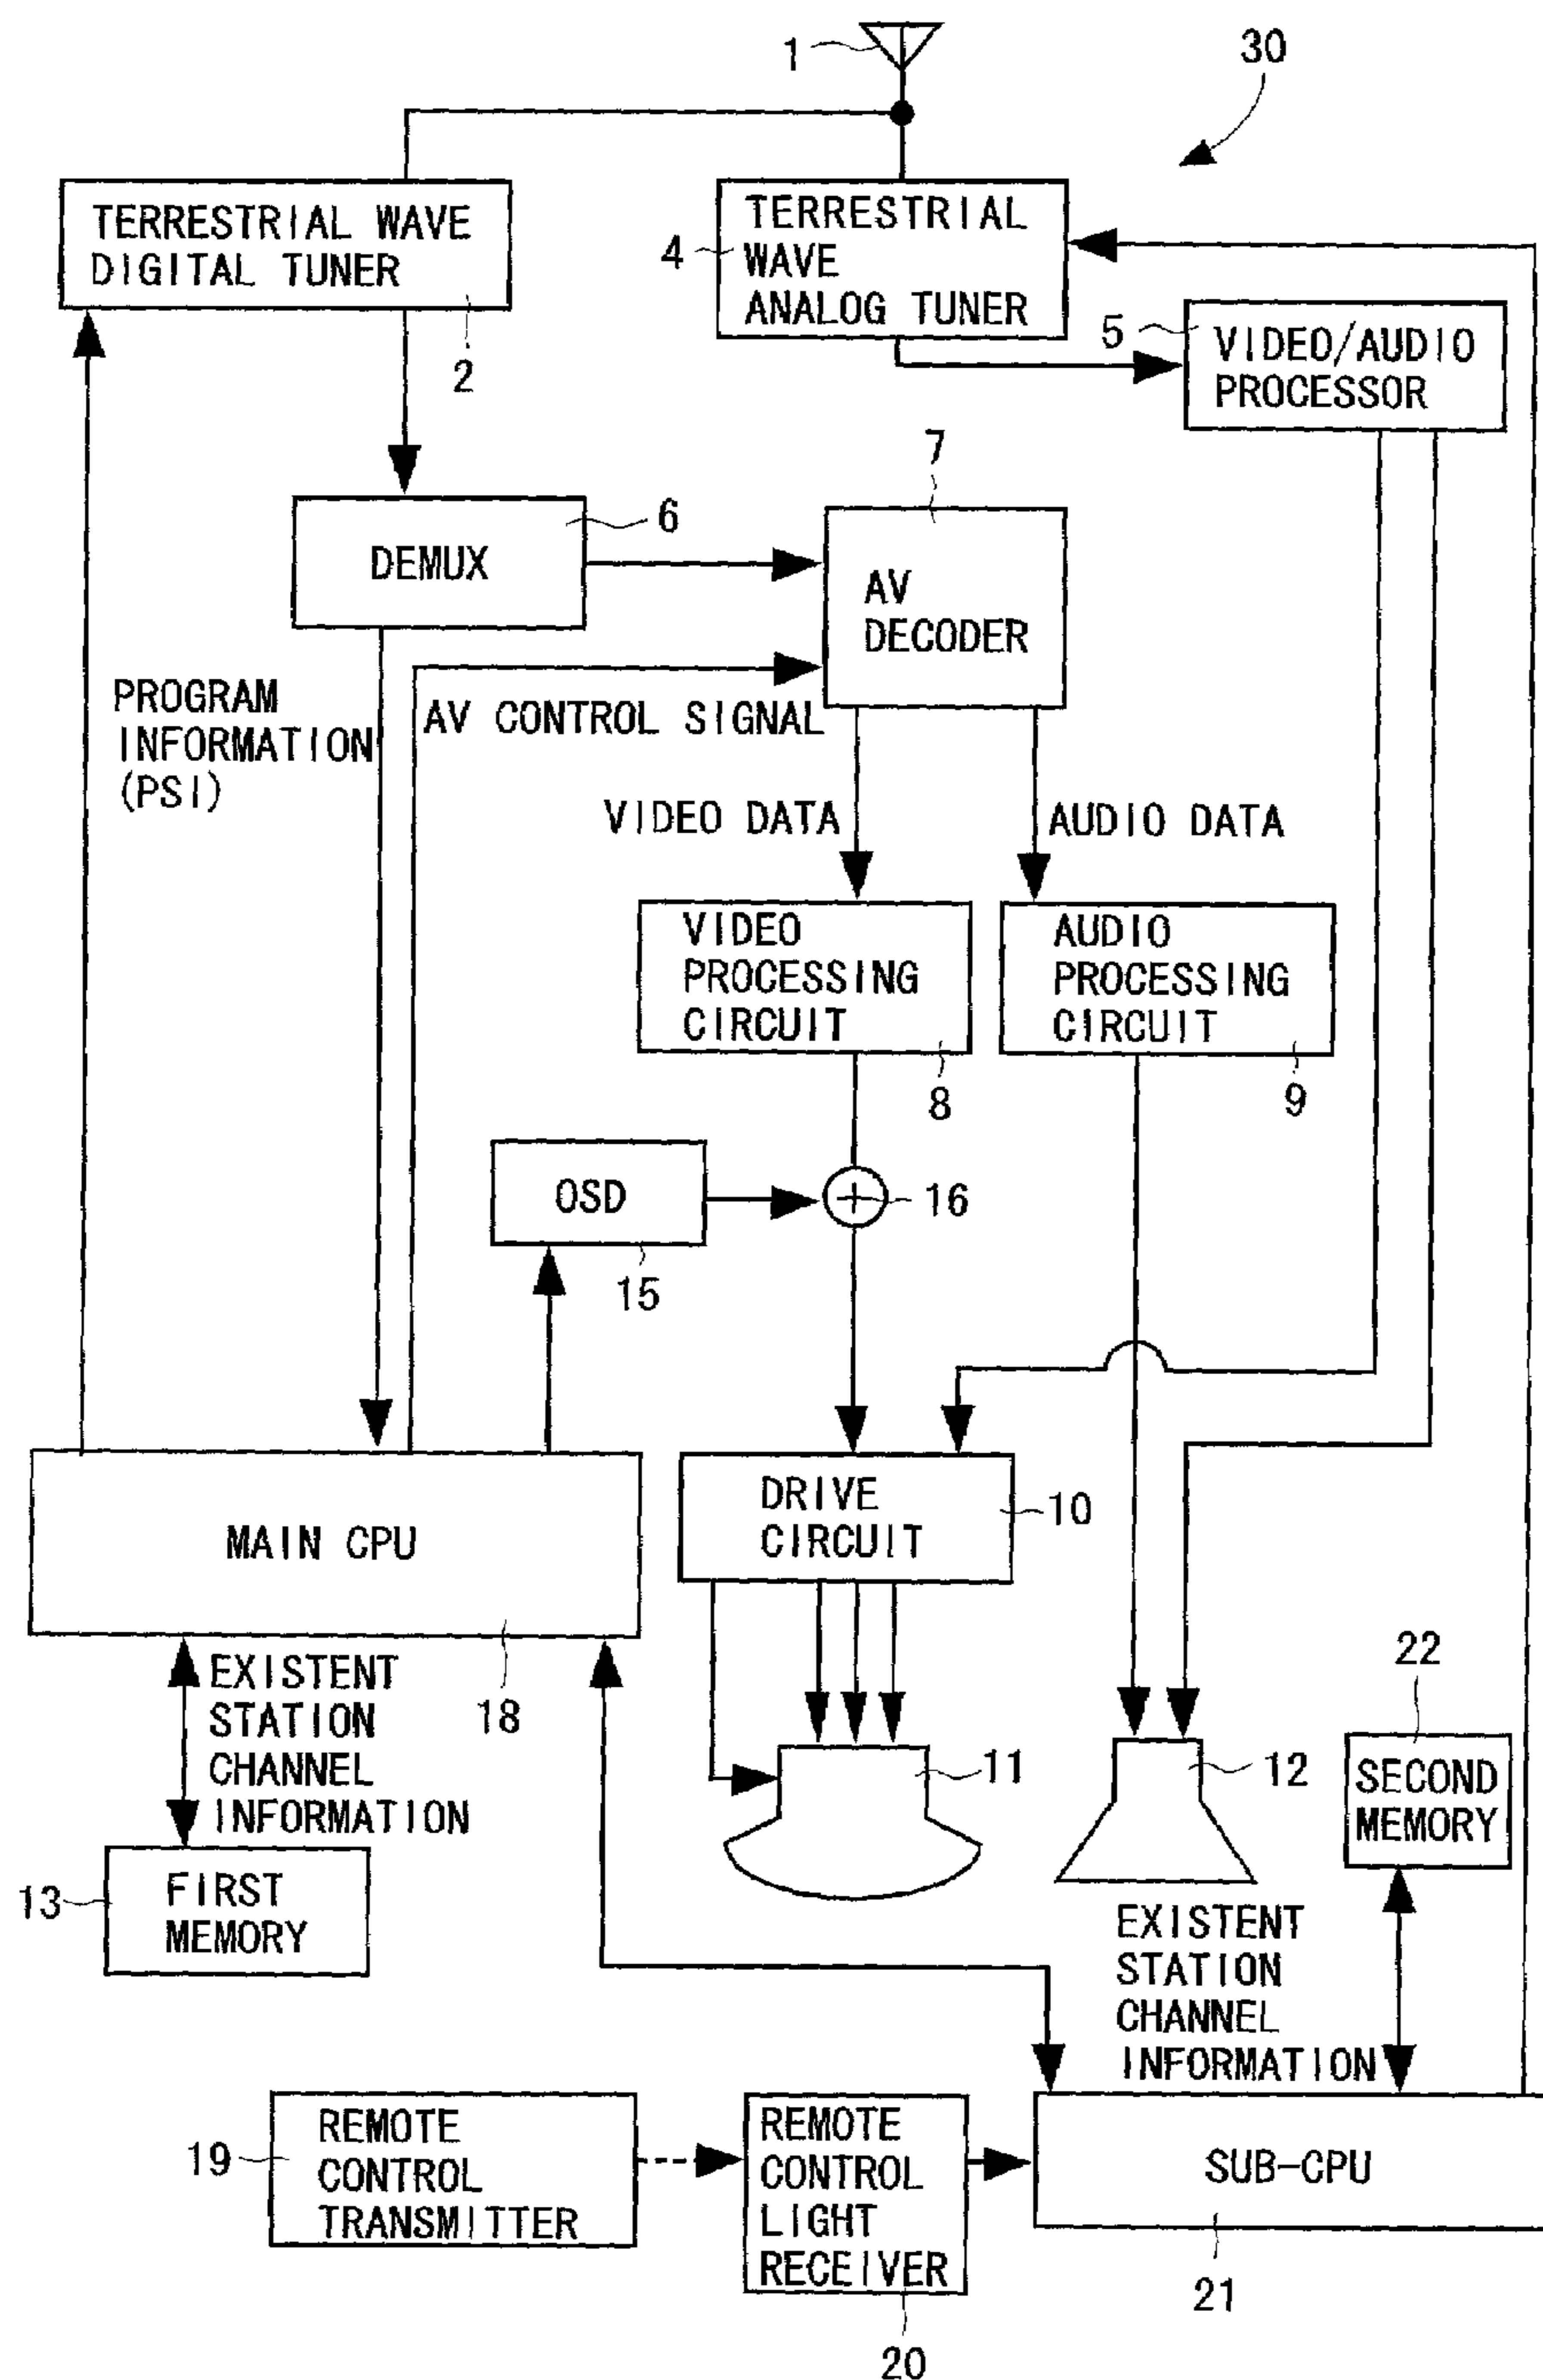 1
30
TERRESTRIAL WAVE
DIGITAL TUNER
2
TERRESTRIAL
WAVE
ANALOG TUNER
4
5
VIDEO/AUDIO
PROCESSOR
7
6
DEMUX
AV
DECODER
PROGRAM
INFORMATION
(PSI)
AV CONTROL SIGNAL
VIDEO DATA
AUDIO DATA
VIDEO
PROCESSING
CIRCUIT
8
AUDIO
PROCESSING
CIRCUIT
9
OSD
15
16
MAIN CPU
18
DRIVE
CIRCUIT
10
EXISTENT
STATION
CHANNEL
INFORMATION
11
12
22
SECOND
MEMORY
13
FIRST
MEMORY
EXISTENT
STATION
CHANNEL
INFORMATION
19
REMOTE
CONTROL
TRANSMITTER
REMOTE
CONTROL
LIGHT
RECEIVER
20
SUB-CPU
21